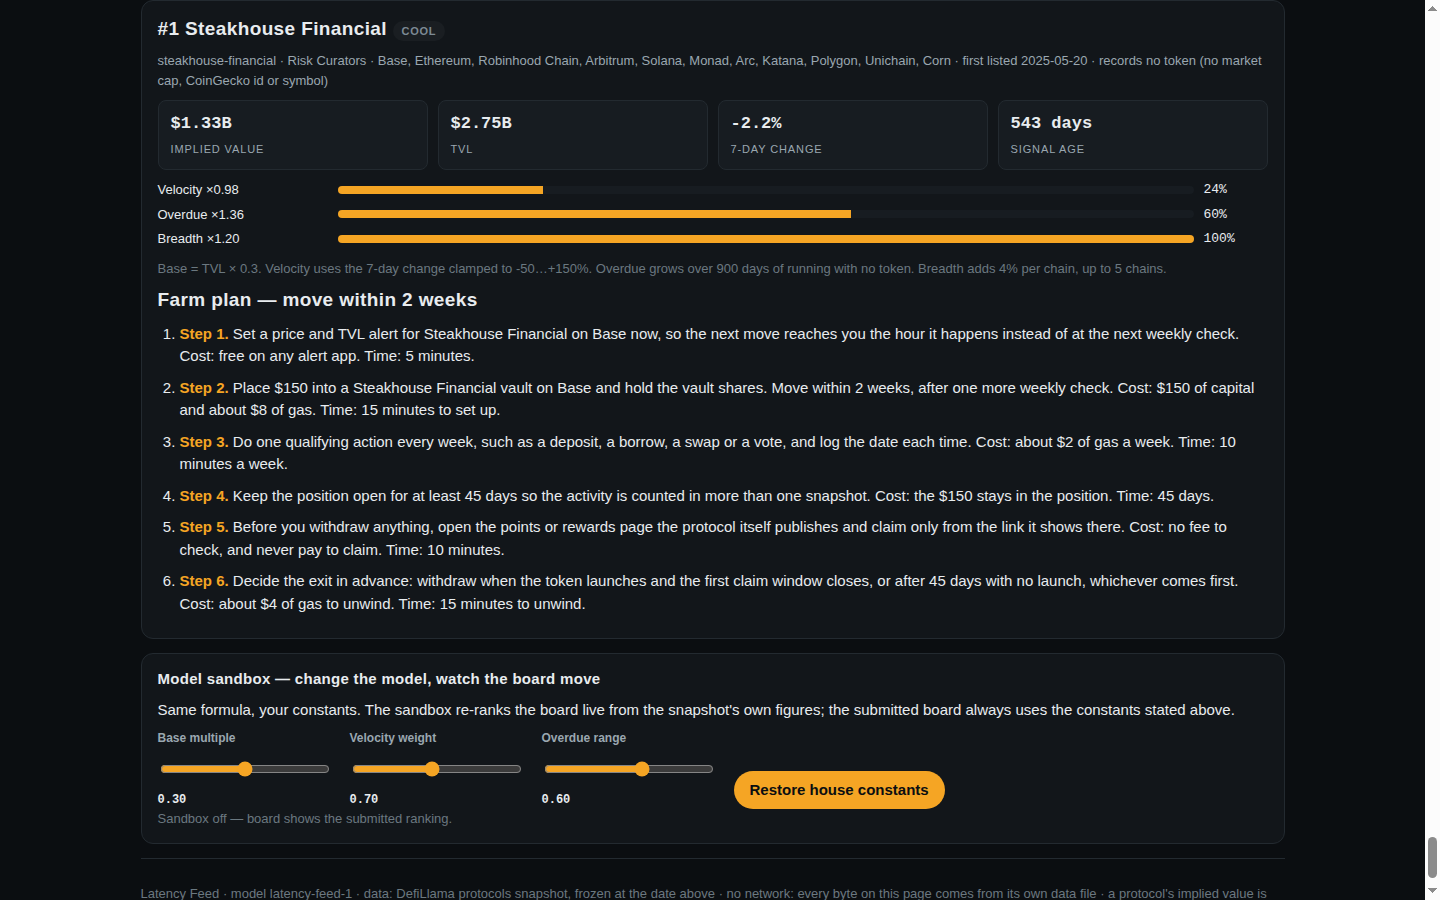 #1 Steakhouse Financial COOL
steakhouse-financial · Risk Curators · Base, Ethereum, Robinhood Chain, Arbitrum, Solana, Monad, Arc, Katana, Polygon, Unichain, Corn · first listed 2025-05-20 · records no token (no market
cap, CoinGecko id or symbol)
$1.33B
IMPLIED VALUE
$2.75B
TVL
-2.2%
7-DAY CHANGE
543 days
SIGNAL AGE
Velocity ×0.98 24%
Overdue ×1.36 60%
Breadth ×1.20 100%
Base = TVL × 0.3. Velocity uses the 7-day change clamped to -50…+150%. Overdue grows over 900 days of running with no token. Breadth adds 4% per chain, up to 5 chains.
Farm plan — move within 2 weeks
1. Step 1. Set a price and TVL alert for Steakhouse Financial on Base now, so the next move reaches you the hour it happens instead of at the next weekly check.
Cost: free on any alert app. Time: 5 minutes.
2. Step 2. Place $150 into a Steakhouse Financial vault on Base and hold the vault shares. Move within 2 weeks, after one more weekly check. Cost: $150 of capital
and about $8 of gas. Time: 15 minutes to set up.
3. Step 3. Do one qualifying action every week, such as a deposit, a borrow, a swap or a vote, and log the date each time. Cost: about $2 of gas a week. Time: 10
minutes a week.
4. Step 4. Keep the position open for at least 45 days so the activity is counted in more than one snapshot. Cost: the $150 stays in the position. Time: 45 days.
5. Step 5. Before you withdraw anything, open the points or rewards page the protocol itself publishes and claim only from the link it shows there. Cost: no fee to
check, and never pay to claim. Time: 10 minutes.
6. Step 6. Decide the exit in advance: withdraw when the token launches and the first claim window closes, or after 45 days with no launch, whichever comes first.
Cost: about $4 of gas to unwind. Time: 15 minutes to unwind.
Model sandbox — change the model, watch the board move
Same formula, your constants. The sandbox re-ranks the board live from the snapshot's own figures; the submitted board always uses the constants stated above.
Base multiple
0.30
Velocity weight
0.70
Overdue range
0.60
Restore house constants
Sandbox off — board shows the submitted ranking.
Latency Feed · model latency-feed-1 · data: DefiLlama protocols snapshot, frozen at the date above · no network: every byte on this page comes from its own data file · a protocol's implied value is